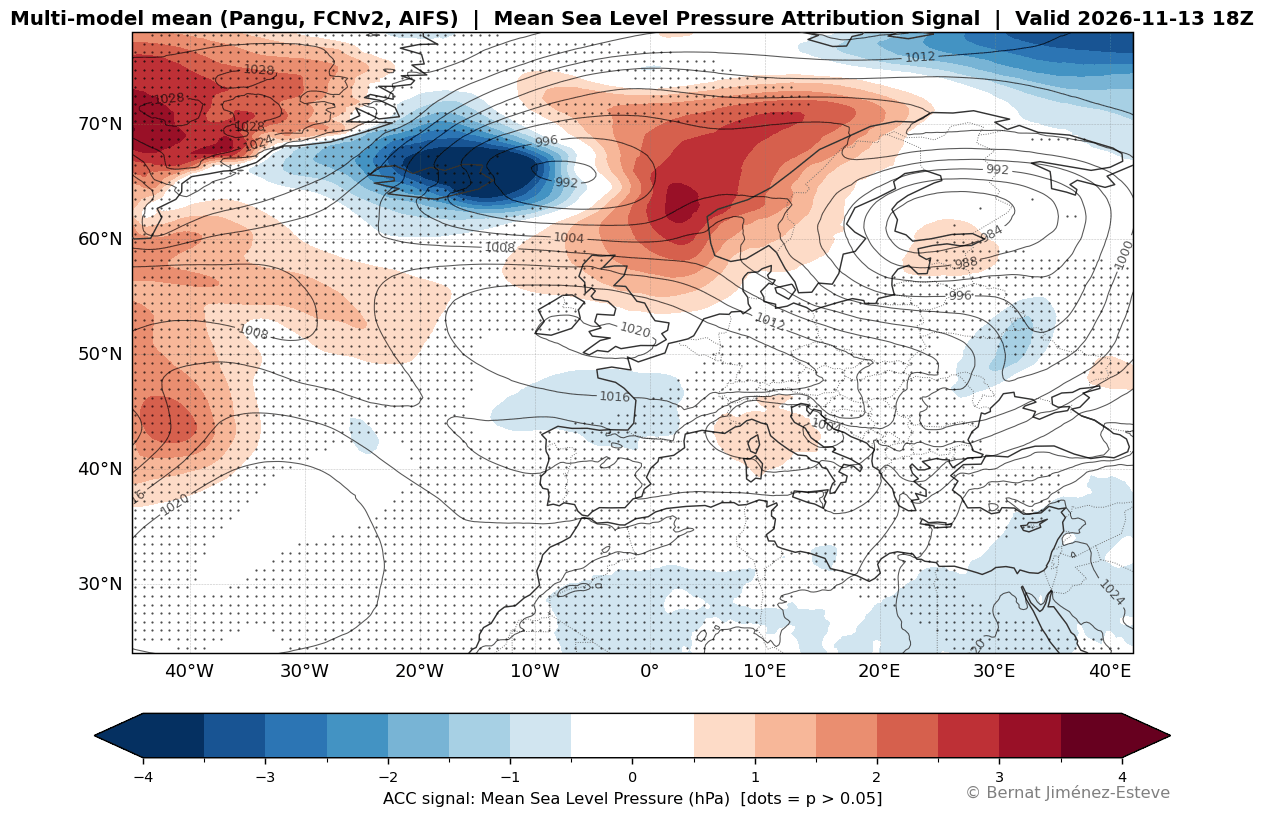 Multi-model mean (Pangu, FCNv2, AIFS) | Mean Sea Level Pressure Attribution Signal | Valid 2026-11-13 18Z
1012
1028
1028
1028
1024
70°N
996
992
992
60°N
1008
1004
984
988
1000
996
1008
1020
1012
50°N
1016
1004
40°N
1020
30°N
1024
40°W 30°W 20°W 10°W 0° 10°E 20°E 30°E 40°E
−4 −3 −2 −1 0 1 2 3 4
ACC signal: Mean Sea Level Pressure (hPa) [dots = p > 0.05]
© Bernat Jiménez-Esteve